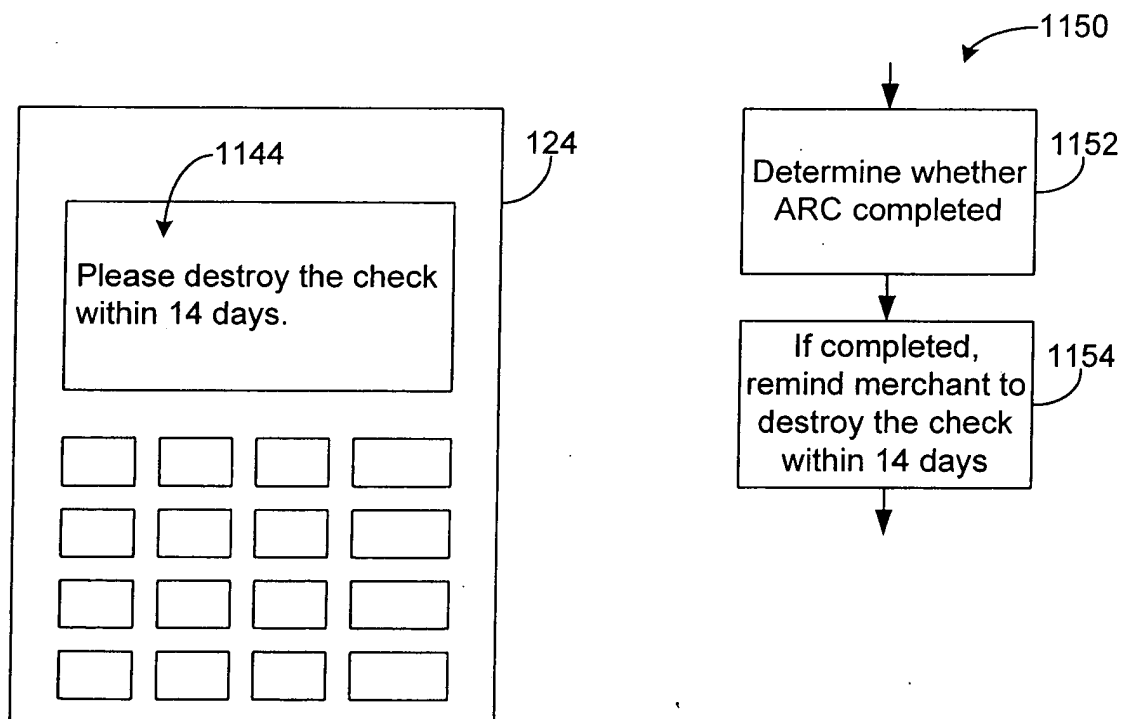 1144
124
Please destroy the check
within 14 days.
1150
1152
Determine whether
ARC completed
1154
If completed,
remind merchant to
destroy the check
within 14 days